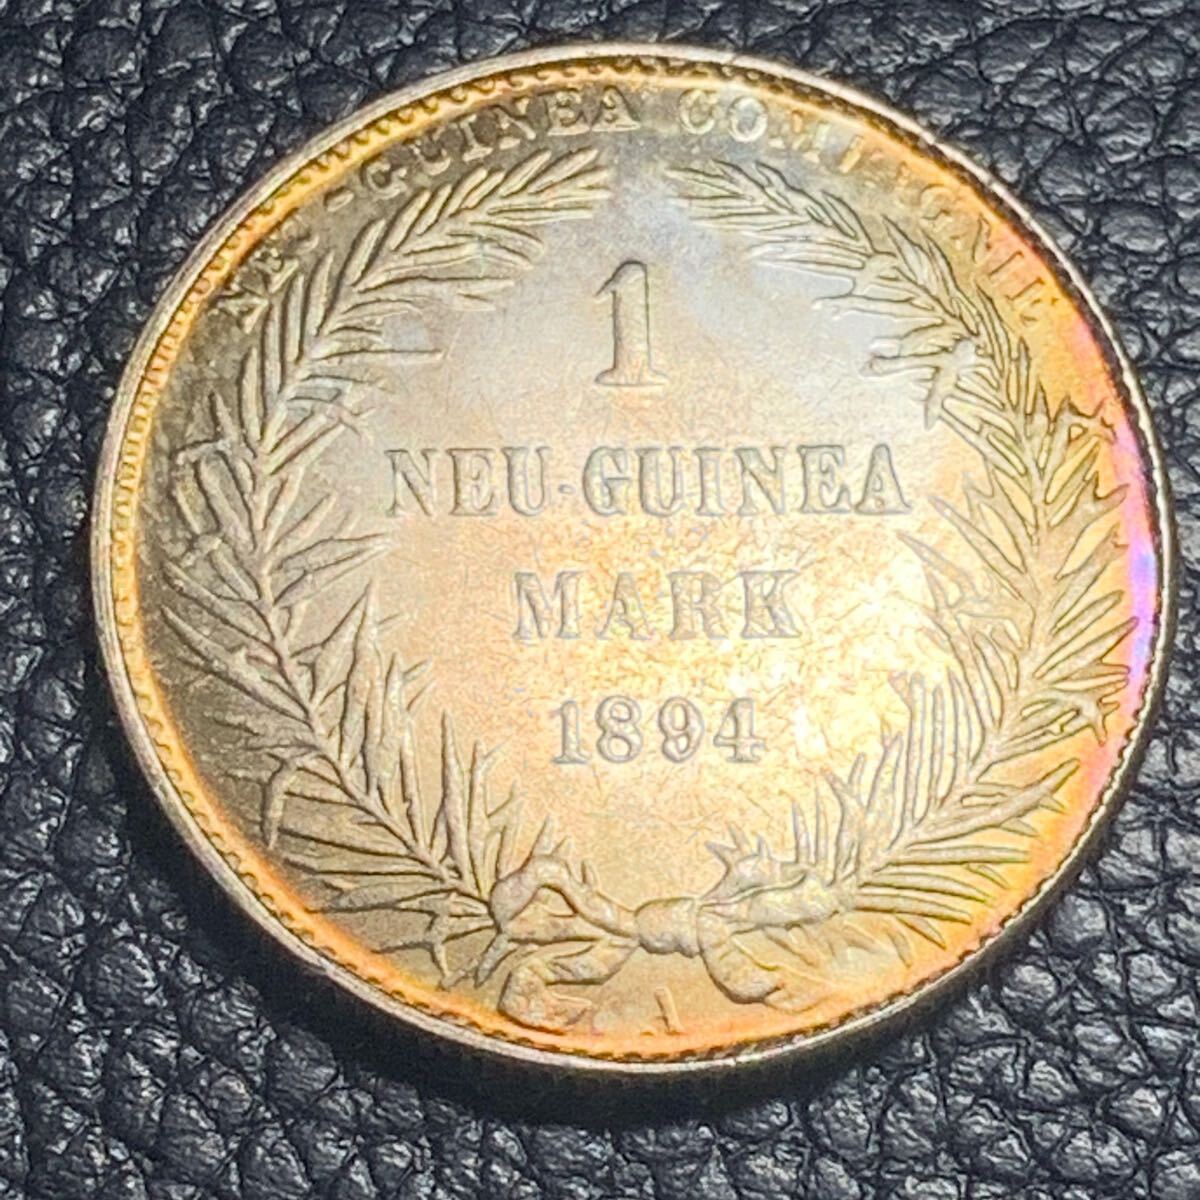 NEU-GUINEA COMPAGNIE
1
NEU-GUINEA
MARK
1894
A